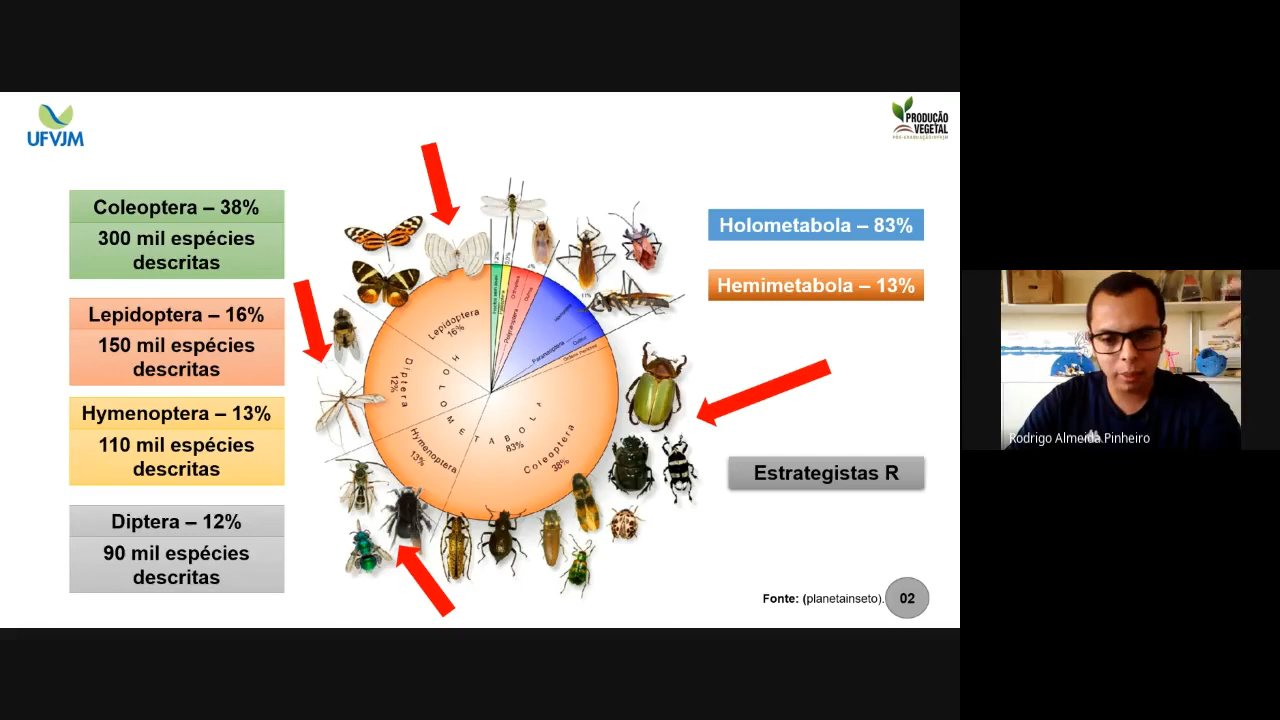 UFVJM
PRODUÇÃO
VEGETAL
Coleoptera – 38%
300 mil espécies
descritas
Lepidoptera – 16%
150 mil espécies
descritas
Hymenoptera – 13%
110 mil espécies
descritas
Diptera – 12%
90 mil espécies
descritas
Lepidoptera
16%
Diptera
12%
Hymenoptera
13%
Coleoptera
38%
HOLOMETABOLA
83%
Holometabola – 83%
Hemimetabola – 13%
Estrategistas R
Fonte: (planetainseto).
02
Rodrigo Almeida Pinheiro